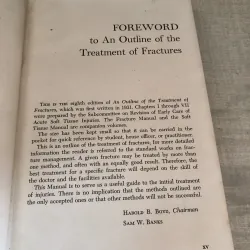 FOREWORD
to An Outline of the
Treatment of Fractures
This is the eighth edition of An Outline of the Treatment of
Fractures, which was first written in 1931. Chapters I through VII
were prepared by the Subcommittee on Revision of Early Care of
Acute Soft Tissue Injuries. The Fracture Manual and the Soft
Tissue Manual are companion volumes.
The size has been kept small so that it can be carried in the
pocket for quick reference by student, house officer, or practitioner.
This is an outline of the treatment of fractures, for more detailed
information the reader is referred to the standard works on frac-
ture management. A given fracture may be treated by more than
one method, and often with an equally good result. Therefore, the
best treatment for a specific fracture will depend on the skill of
the doctor and the facilities available.
This Manual is to serve as a useful guide to the initial treatment
of injuries. There is no implication that the methods outlined are
the only accepted ones or that other methods will not be successful.
Harold B. Boyd, Chairman
Sam W. Banks
xv